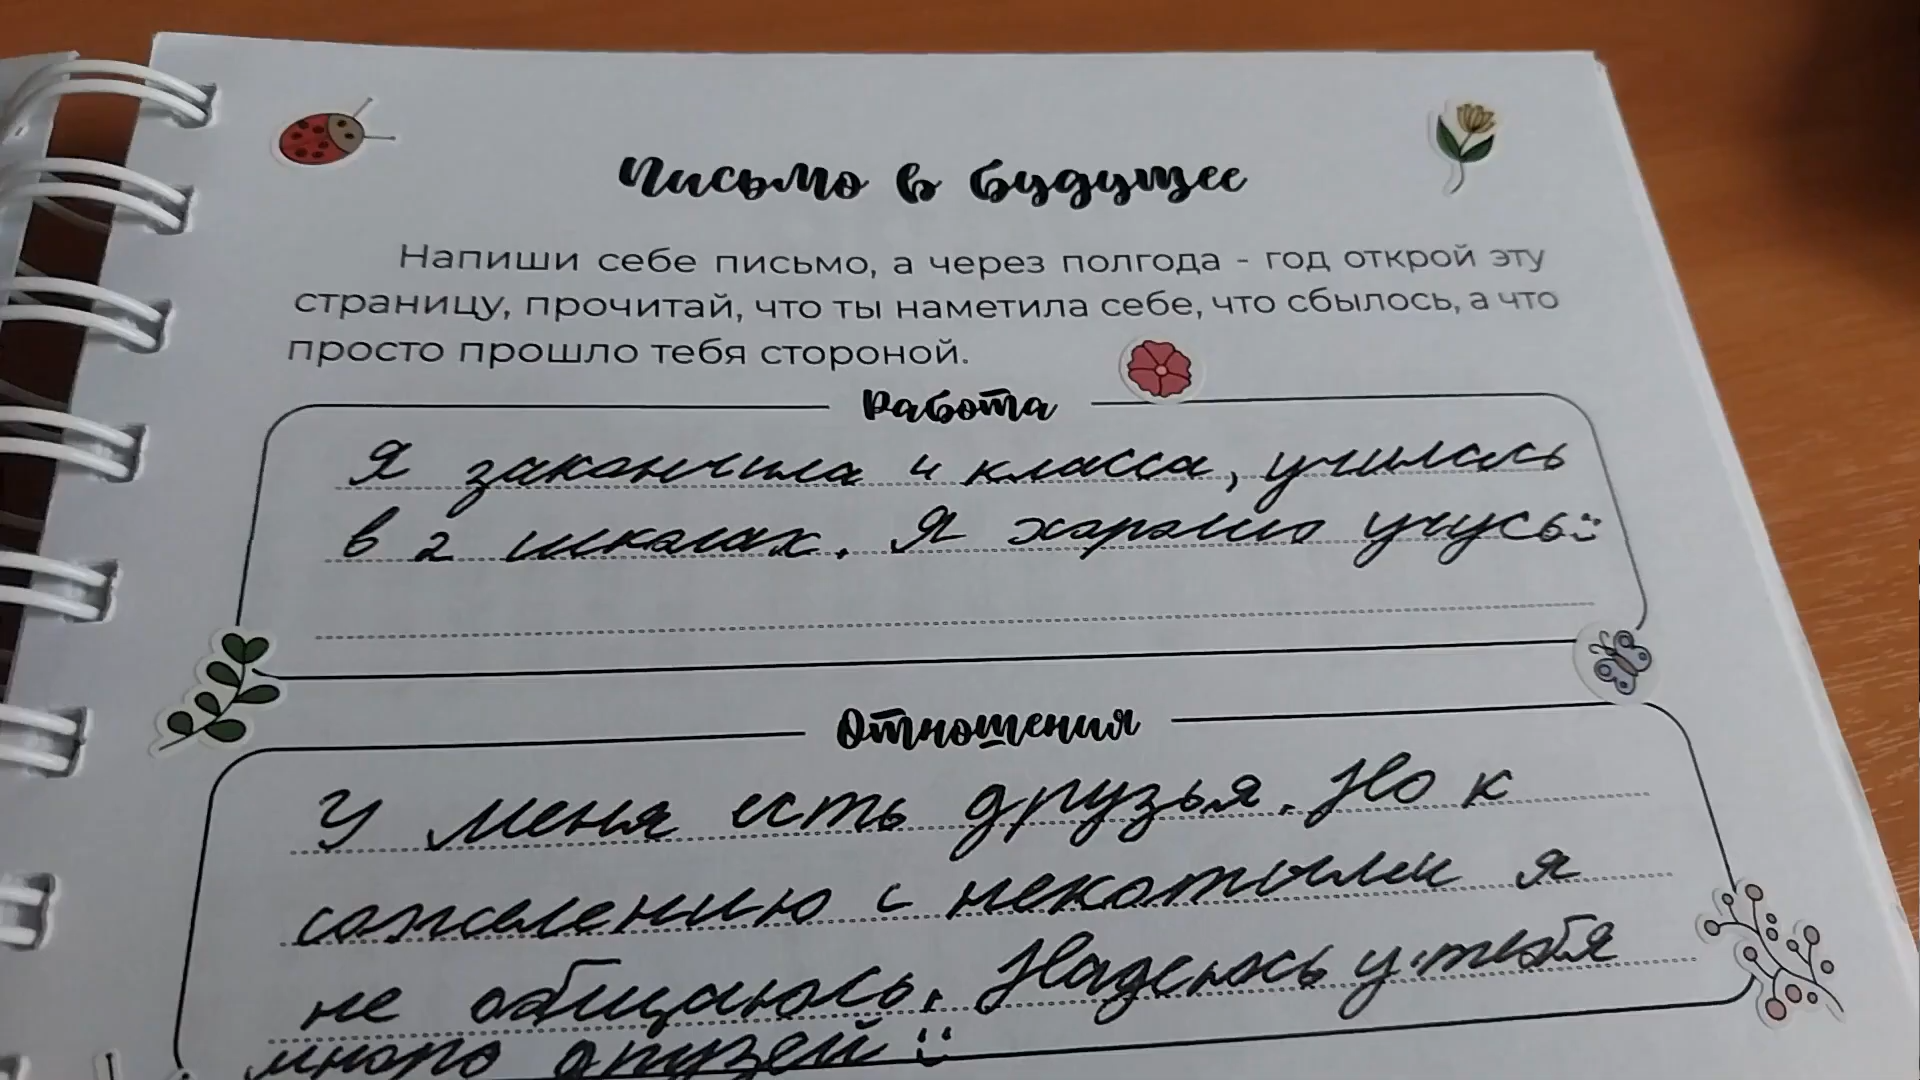 Письмо в будущее
Напиши себе письмо, а через полгода - год открой эту
страницу, прочитай, что ты наметила себе, что сбылось, а что
просто прошло тебя стороной.
Работа
Я закончила 4 класса, училась
в 2 школах. Я хорошо учусь:)
Отношения
У меня есть друзья. Но к
сожелению с некотыми я
не общаюсь. Надеюсь у тебя
много друзей :)